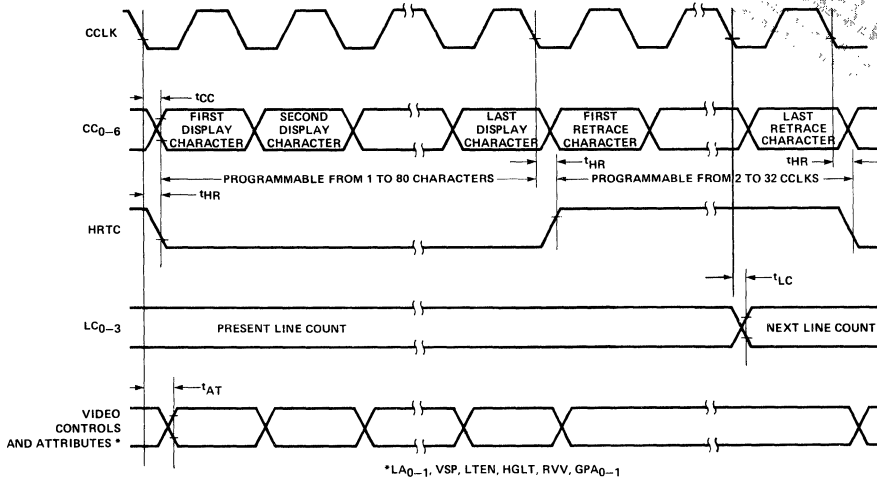 CCLK
tCC
CC0–6
FIRST
DISPLAY
CHARACTER
SECOND
DISPLAY
CHARACTER
LAST
DISPLAY
CHARACTER
FIRST
RETRACE
CHARACTER
LAST
RETRACE
CHARACTER
tHR
tHR
PROGRAMMABLE FROM 1 TO 80 CHARACTERS
PROGRAMMABLE FROM 2 TO 32 CCLKS
tHR
HRTC
tLC
LC0–3
PRESENT LINE COUNT
NEXT LINE COUNT
tAT
VIDEO
CONTROLS
AND ATTRIBUTES *
*LA0–1, VSP, LTEN, HGLT, RVV, GPA0–1